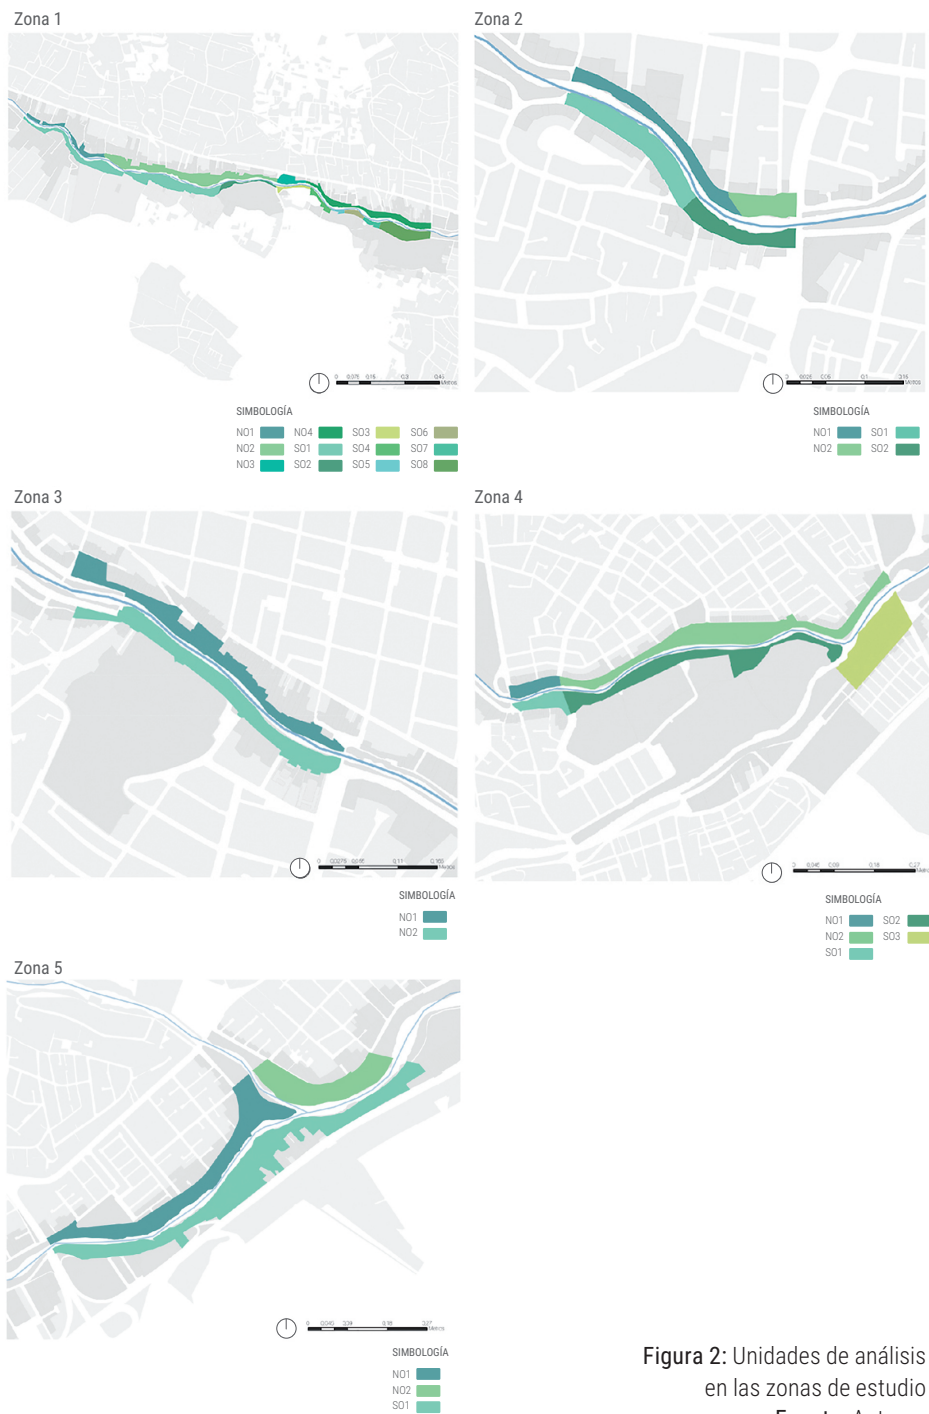 Zona 1
Zona 2
SIMBOLOGÍA
NO1 NO4 SO3 SO6
NO2 SO1 SO4 SO7
NO3 SO2 SO5 SO8
SIMBOLOGÍA
NO1 SO1
NO2 SO2
Zona 3
Zona 4
SIMBOLOGÍA
NO1
NO2
SIMBOLOGÍA
NO1 SO2
NO2 SO3
SO1
Zona 5
SIMBOLOGÍA
NO1
NO2
SO1
Figura 2: Unidades de análisis
en las zonas de estudio